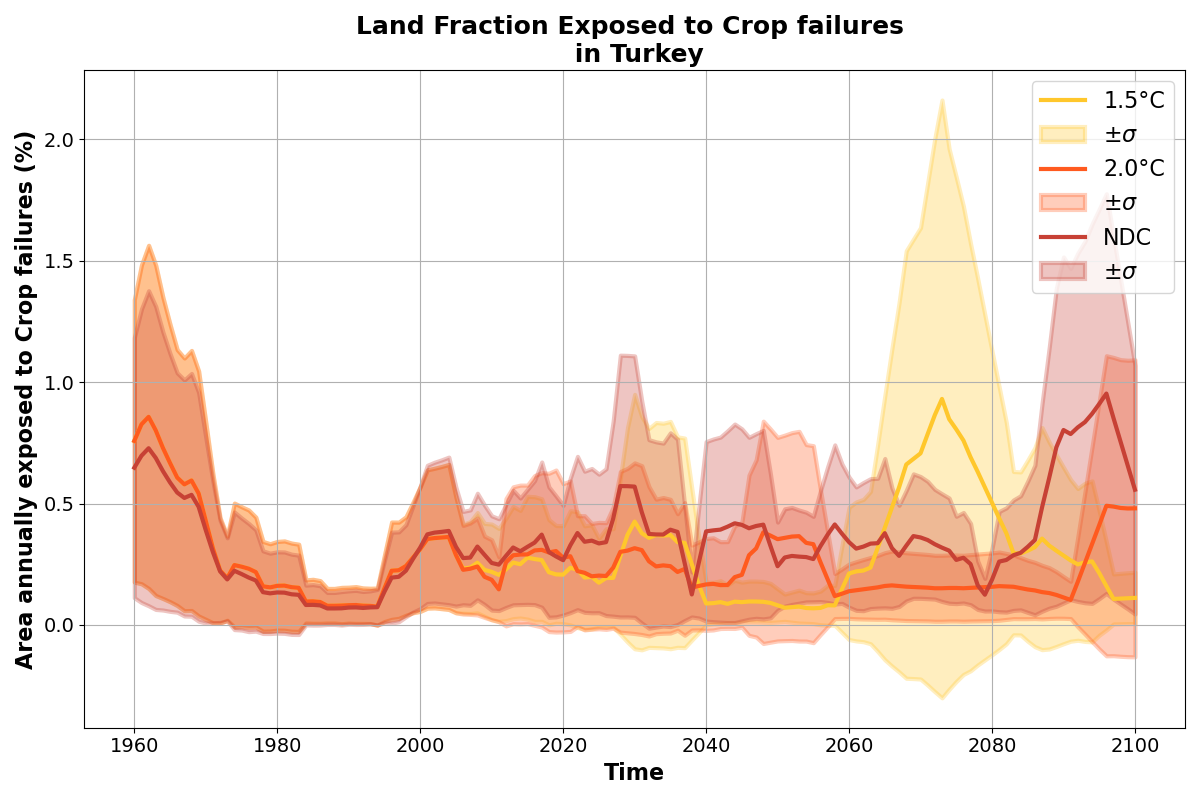 Land Fraction Exposed to Crop failures
in Turkey
Area annually exposed to Crop failures (%)
2.0
1.5
1.0
0.5
0.0
1960
1980
2000
2020
2040
2060
2080
2100
Time
1.5°C
±σ
2.0°C
±σ
NDC
±σ